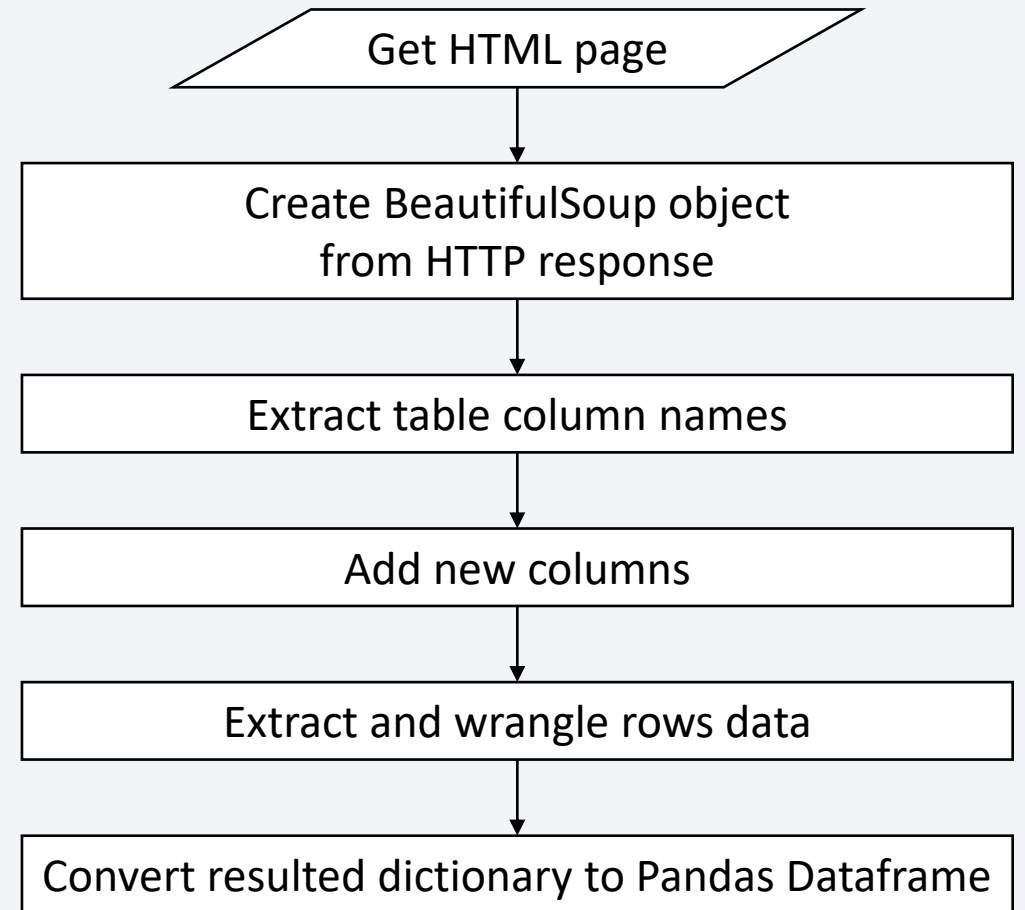 Get HTML page
Create BeautifulSoup object
from HTTP response
Extract table column names
Add new columns
Extract and wrangle rows data
Convert resulted dictionary to Pandas Dataframe